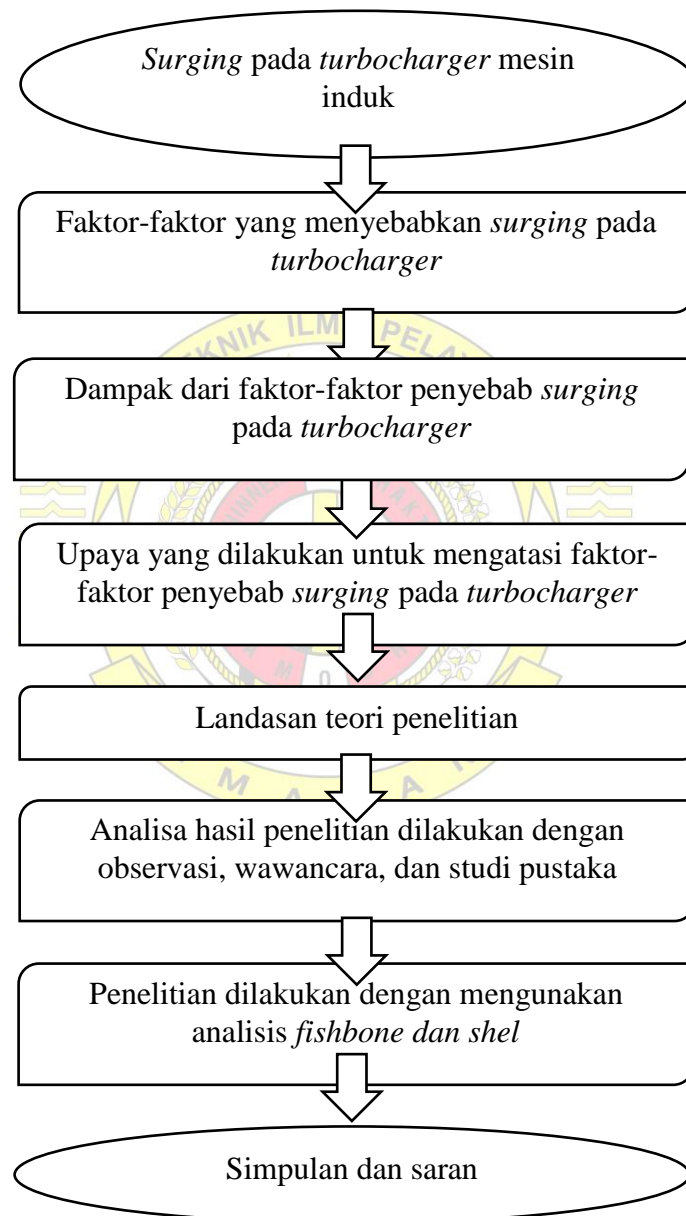 Surging pada turbocharger mesin
induk
Faktor-faktor yang menyebabkan surging pada
turbocharger
Dampak dari faktor-faktor penyebab surging
pada turbocharger
Upaya yang dilakukan untuk mengatasi faktor-
faktor penyebab surging pada turbocharger
Landasan teori penelitian
Analisa hasil penelitian dilakukan dengan
observasi, wawancara, dan studi pustaka
Penelitian dilakukan dengan mengunakan
analisis fishbone dan shel
Simpulan dan saran